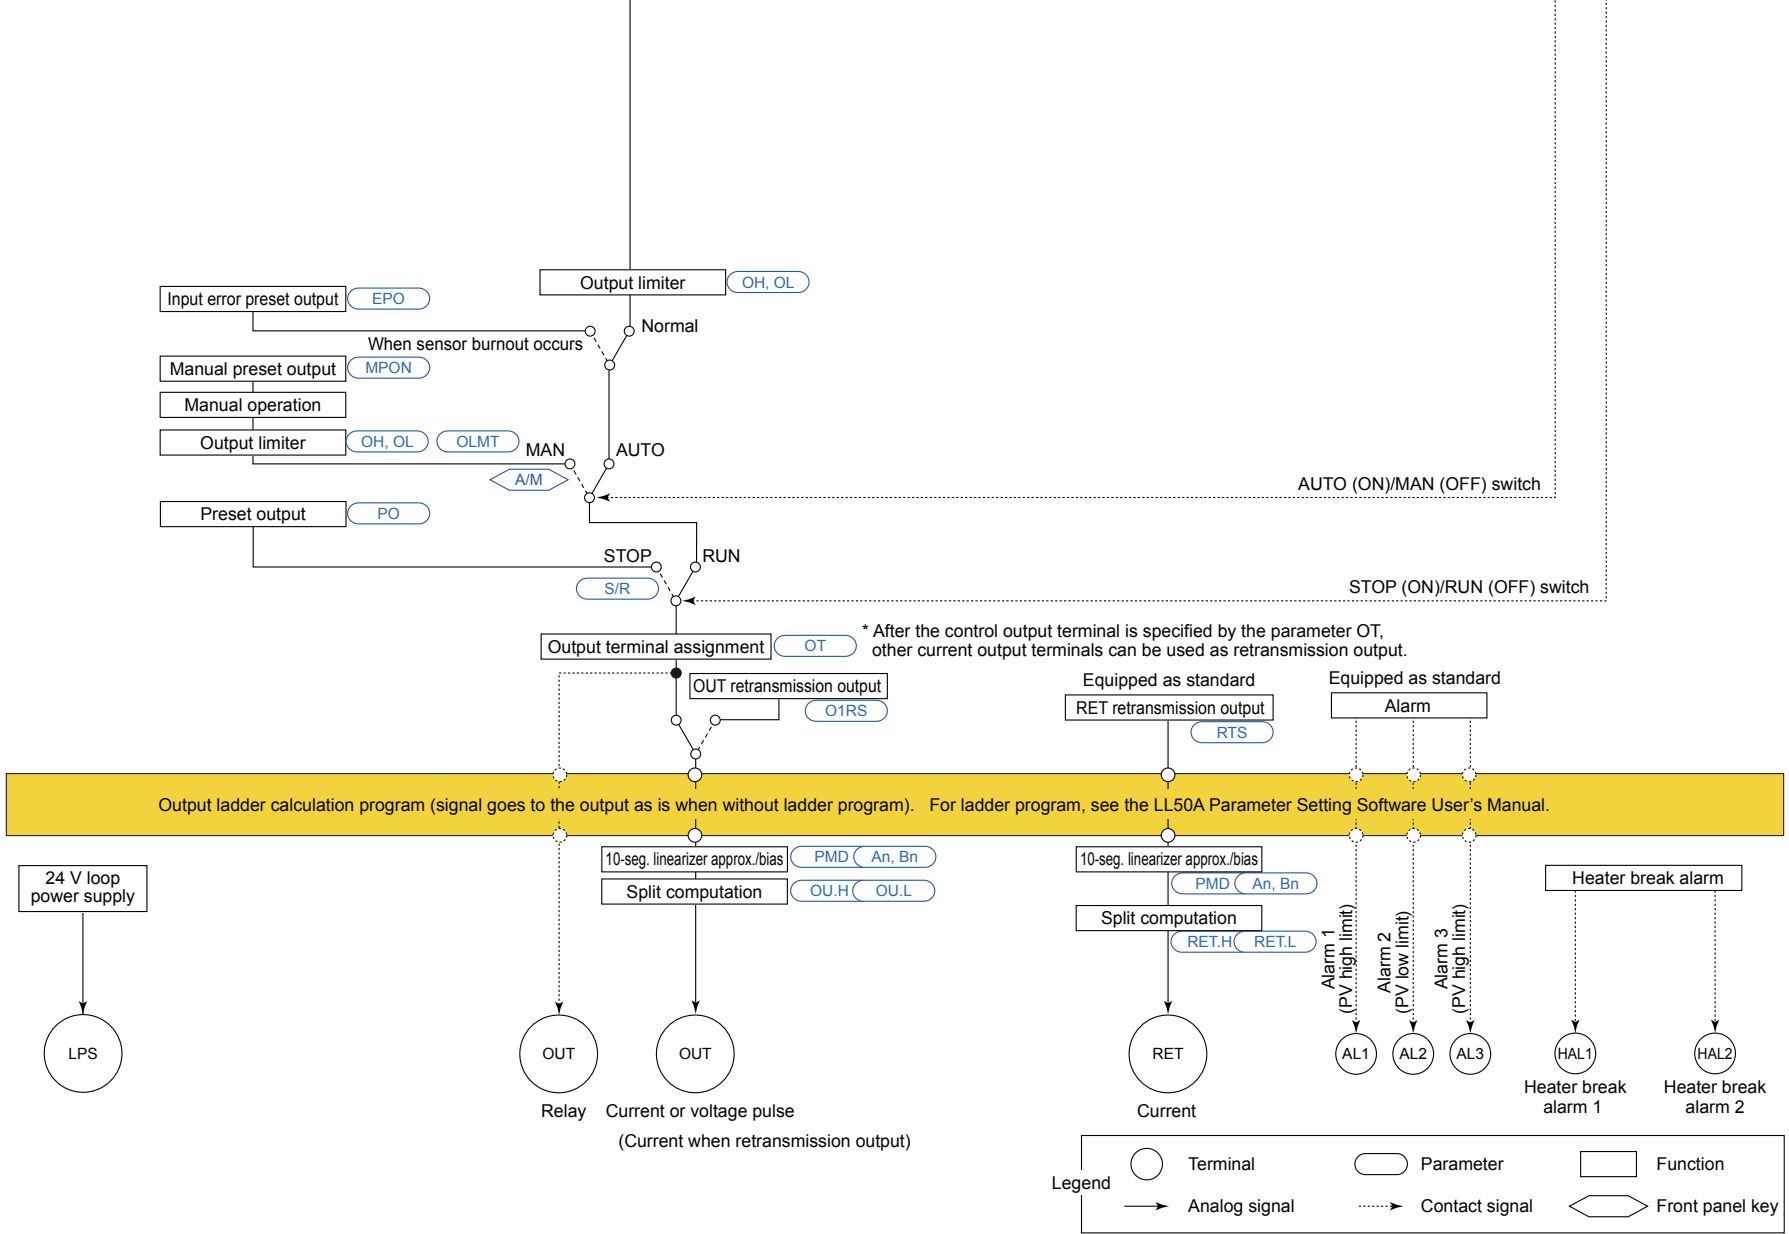 Output limiter
OH, OL
Input error preset output
EPO
Normal
When sensor burnout occurs
Manual preset output
MPON
Manual operation
Output limiter
OH, OL
OLMT
MAN
AUTO
A/M
AUTO (ON)/MAN (OFF) switch
Preset output
PO
STOP
RUN
S/R
STOP (ON)/RUN (OFF) switch
Output terminal assignment
OT
* After the control output terminal is specified by the parameter OT,
other current output terminals can be used as retransmission output.
OUT retransmission output
O1RS
Equipped as standard
RET retransmission output
RTS
Equipped as standard
Alarm
Output ladder calculation program (signal goes to the output as is when without ladder program). For ladder program, see the LL50A Parameter Setting Software User's Manual.
24 V loop
power supply
10-seg. linearizer approx./bias
PMD
An, Bn
Split computation
OU.H
OU.L
10-seg. linearizer approx./bias
PMD
An, Bn
Split computation
RET.H
RET.L
Alarm 1
(PV high limit)
Alarm 2
(PV low limit)
Alarm 3
(PV high limit)
Heater break alarm
LPS
OUT
OUT
RET
AL1
AL2
AL3
HAL1
HAL2
Relay
Current or voltage pulse
(Current when retransmission output)
Current
Heater break
alarm 1
Heater break
alarm 2
Legend
Terminal
Parameter
Function
Analog signal
Contact signal
Front panel key